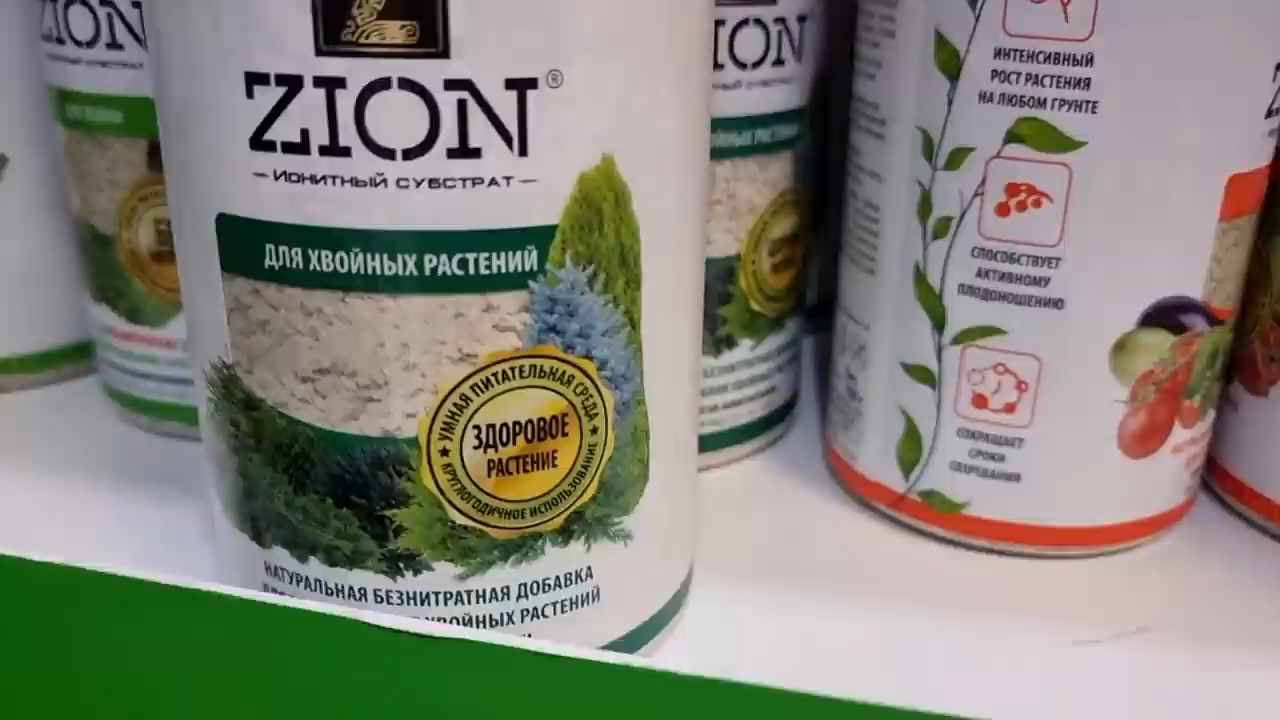 ZION®
ИОНИТНЫЙ СУБСТРАТ
ДЛЯ ХВОЙНЫХ РАСТЕНИЙ
УМНАЯ ПИТАТЕЛЬНАЯ СРЕДА
ЗДОРОВОЕ
РАСТЕНИЕ
КРУГЛОГОДИЧНОЕ ИСПОЛЬЗОВАНИЕ
НАТУРАЛЬНАЯ БЕЗНИТРАТНАЯ ДОБАВКА
ХВОЙНЫХ РАСТЕНИЙ
ZION
ION
ИНТЕНСИВНЫЙ
РОСТ РАСТЕНИЯ
НА ЛЮБОМ ГРУНТЕ
СПОСОБСТВУЕТ
АКТИВНОМУ
ПЛОДОНОШЕНИЮ
СОКРАЩАЕТ
СРОКИ
СОЗРЕВАНИЯ